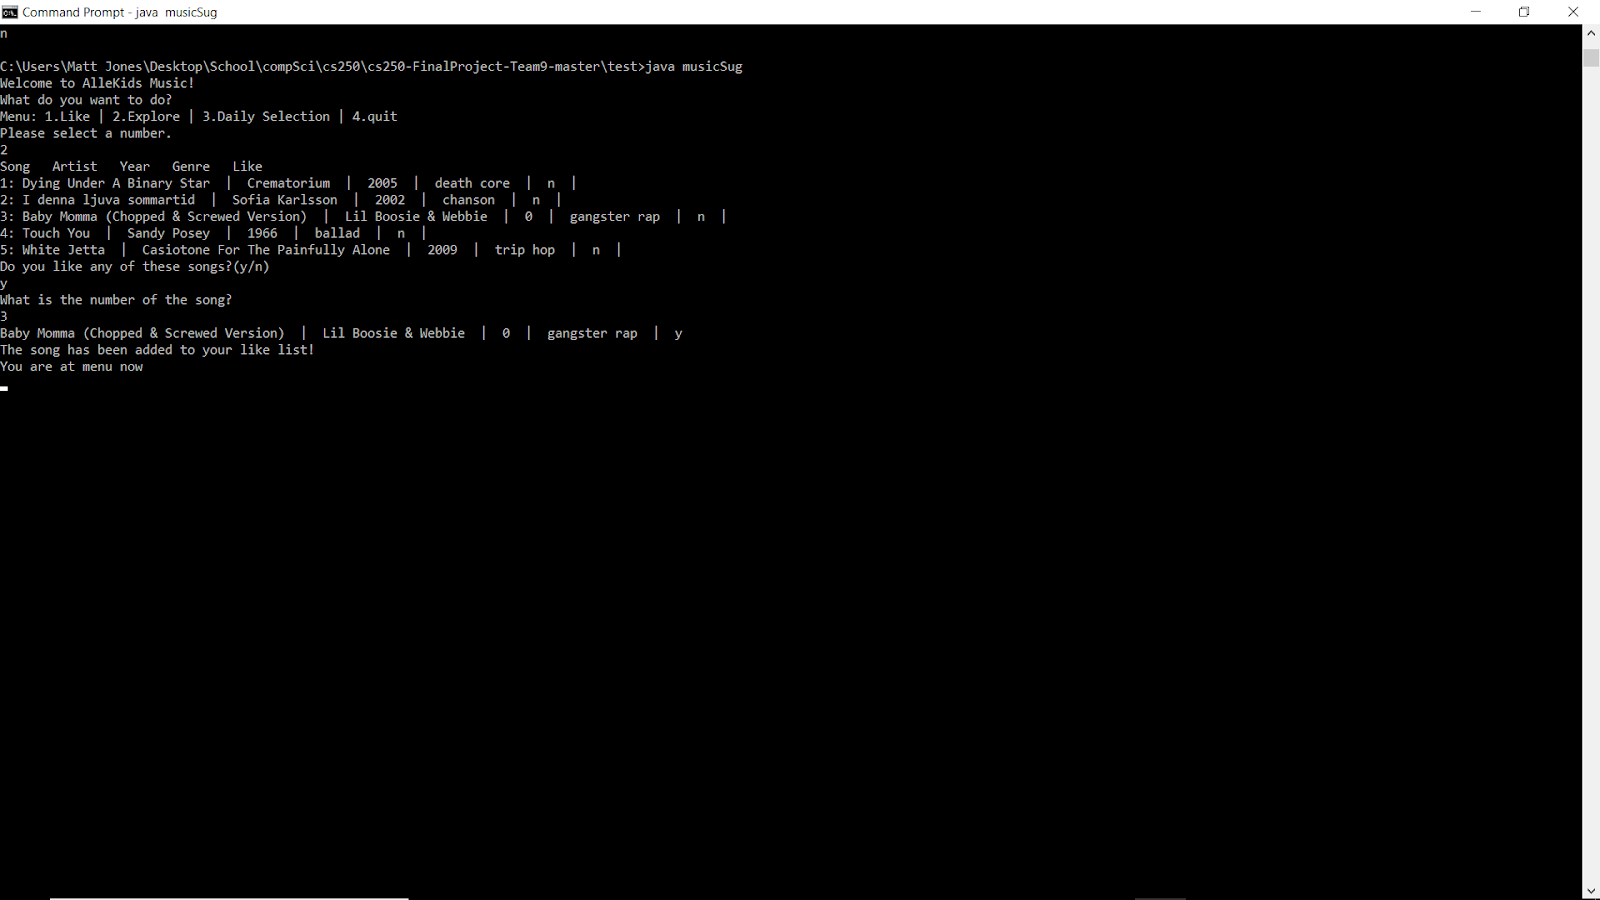 Command Prompt - java  musicSug
n
C:\Users\Matt Jones\Desktop\School\compSci\cs250\cs250-FinalProject-Team9-master\test>java musicSug
Welcome to AlleKids Music!
What do you want to do?
Menu: 1.Like | 2.Explore | 3.Daily Selection | 4.quit
Please select a number.
2
Song   Artist   Year   Genre   Like
1: Dying Under A Binary Star  |  Crematorium  |  2005  |  death core  |  n  |
2: I denna ljuva sommartid  |  Sofia Karlsson  |  2002  |  chanson  |  n  |
3: Baby Momma (Chopped & Screwed Version)  |  Lil Boosie & Webbie  |  0  |  gangster rap  |  n  |
4: Touch You  |  Sandy Posey  |  1966  |  ballad  |  n  |
5: White Jetta  |  Casiotone For The Painfully Alone  |  2009  |  trip hop  |  n  |
Do you like any of these songs?(y/n)
y
What is the number of the song?
3
Baby Momma (Chopped & Screwed Version)  |  Lil Boosie & Webbie  |  0  |  gangster rap  |  y
The song has been added to your like list!
You are at menu now